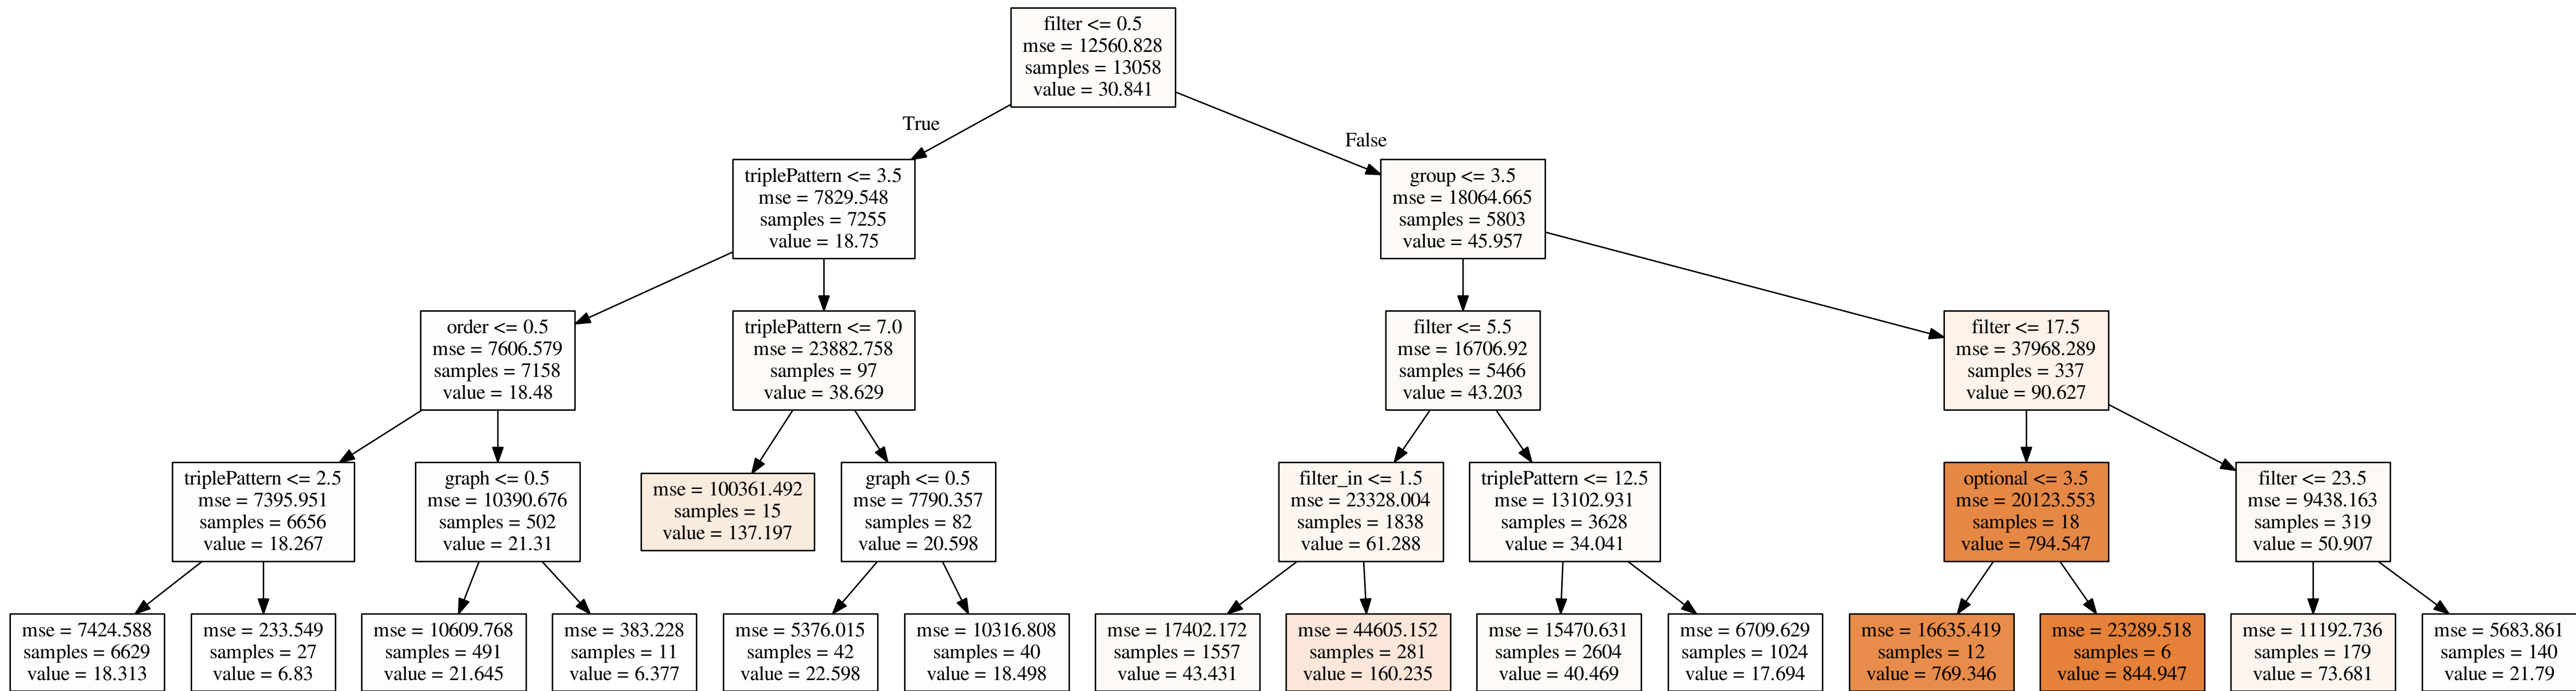 filter <= 0.5
mse = 12560.828
samples = 13058
value = 30.841
True
False
triplePattern <= 3.5
mse = 7829.548
samples = 7255
value = 18.75
group <= 3.5
mse = 18064.665
samples = 5803
value = 45.957
order <= 0.5
mse = 7606.579
samples = 7158
value = 18.48
triplePattern <= 7.0
mse = 23882.758
samples = 97
value = 38.629
filter <= 5.5
mse = 16706.92
samples = 5466
value = 43.203
filter <= 17.5
mse = 37968.289
samples = 337
value = 90.627
triplePattern <= 2.5
mse = 7395.951
samples = 6656
value = 18.267
graph <= 0.5
mse = 10390.676
samples = 502
value = 21.31
mse = 100361.492
samples = 15
value = 137.197
graph <= 0.5
mse = 7790.357
samples = 82
value = 20.598
filter_in <= 1.5
mse = 23328.004
samples = 1838
value = 61.288
triplePattern <= 12.5
mse = 13102.931
samples = 3628
value = 34.041
optional <= 3.5
mse = 20123.553
samples = 18
value = 794.547
filter <= 23.5
mse = 9438.163
samples = 319
value = 50.907
mse = 7424.588
samples = 6629
value = 18.313
mse = 233.549
samples = 27
value = 6.83
mse = 10609.768
samples = 491
value = 21.645
mse = 383.228
samples = 11
value = 6.377
mse = 5376.015
samples = 42
value = 22.598
mse = 10316.808
samples = 40
value = 18.498
mse = 17402.172
samples = 1557
value = 43.431
mse = 44605.152
samples = 281
value = 160.235
mse = 15470.631
samples = 2604
value = 40.469
mse = 6709.629
samples = 1024
value = 17.694
mse = 16635.419
samples = 12
value = 769.346
mse = 23289.518
samples = 6
value = 844.947
mse = 11192.736
samples = 179
value = 73.681
mse = 5683.861
samples = 140
value = 21.79